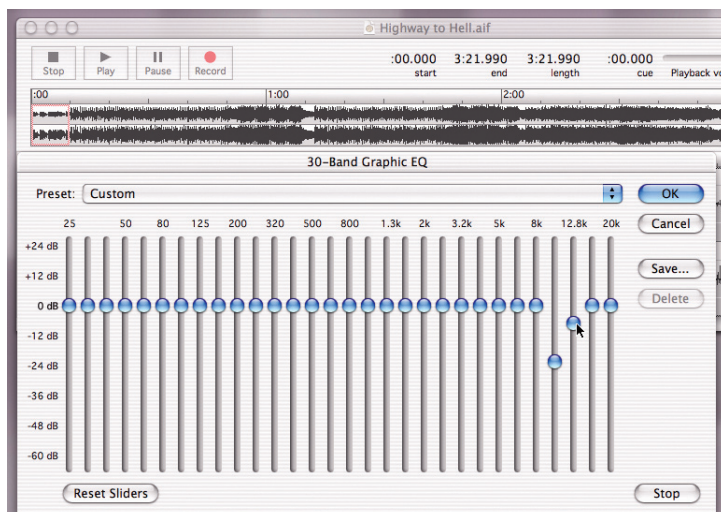 Highway to Hell.aif
Stop Play Pause Record
:00.000 3:21.990 3:21.990 :00.000
start end length cue Playback
:00 1:00 2:00
30-Band Graphic EQ
Preset: Custom OK
25 50 80 125 200 320 500 800 1.3k 2k 3.2k 5k 8k 12.8k 20k Cancel
+24 dB
+12 dB Save...
0 dB Delete
-12 dB
-24 dB
-36 dB
-48 dB
-60 dB
Reset Sliders Stop